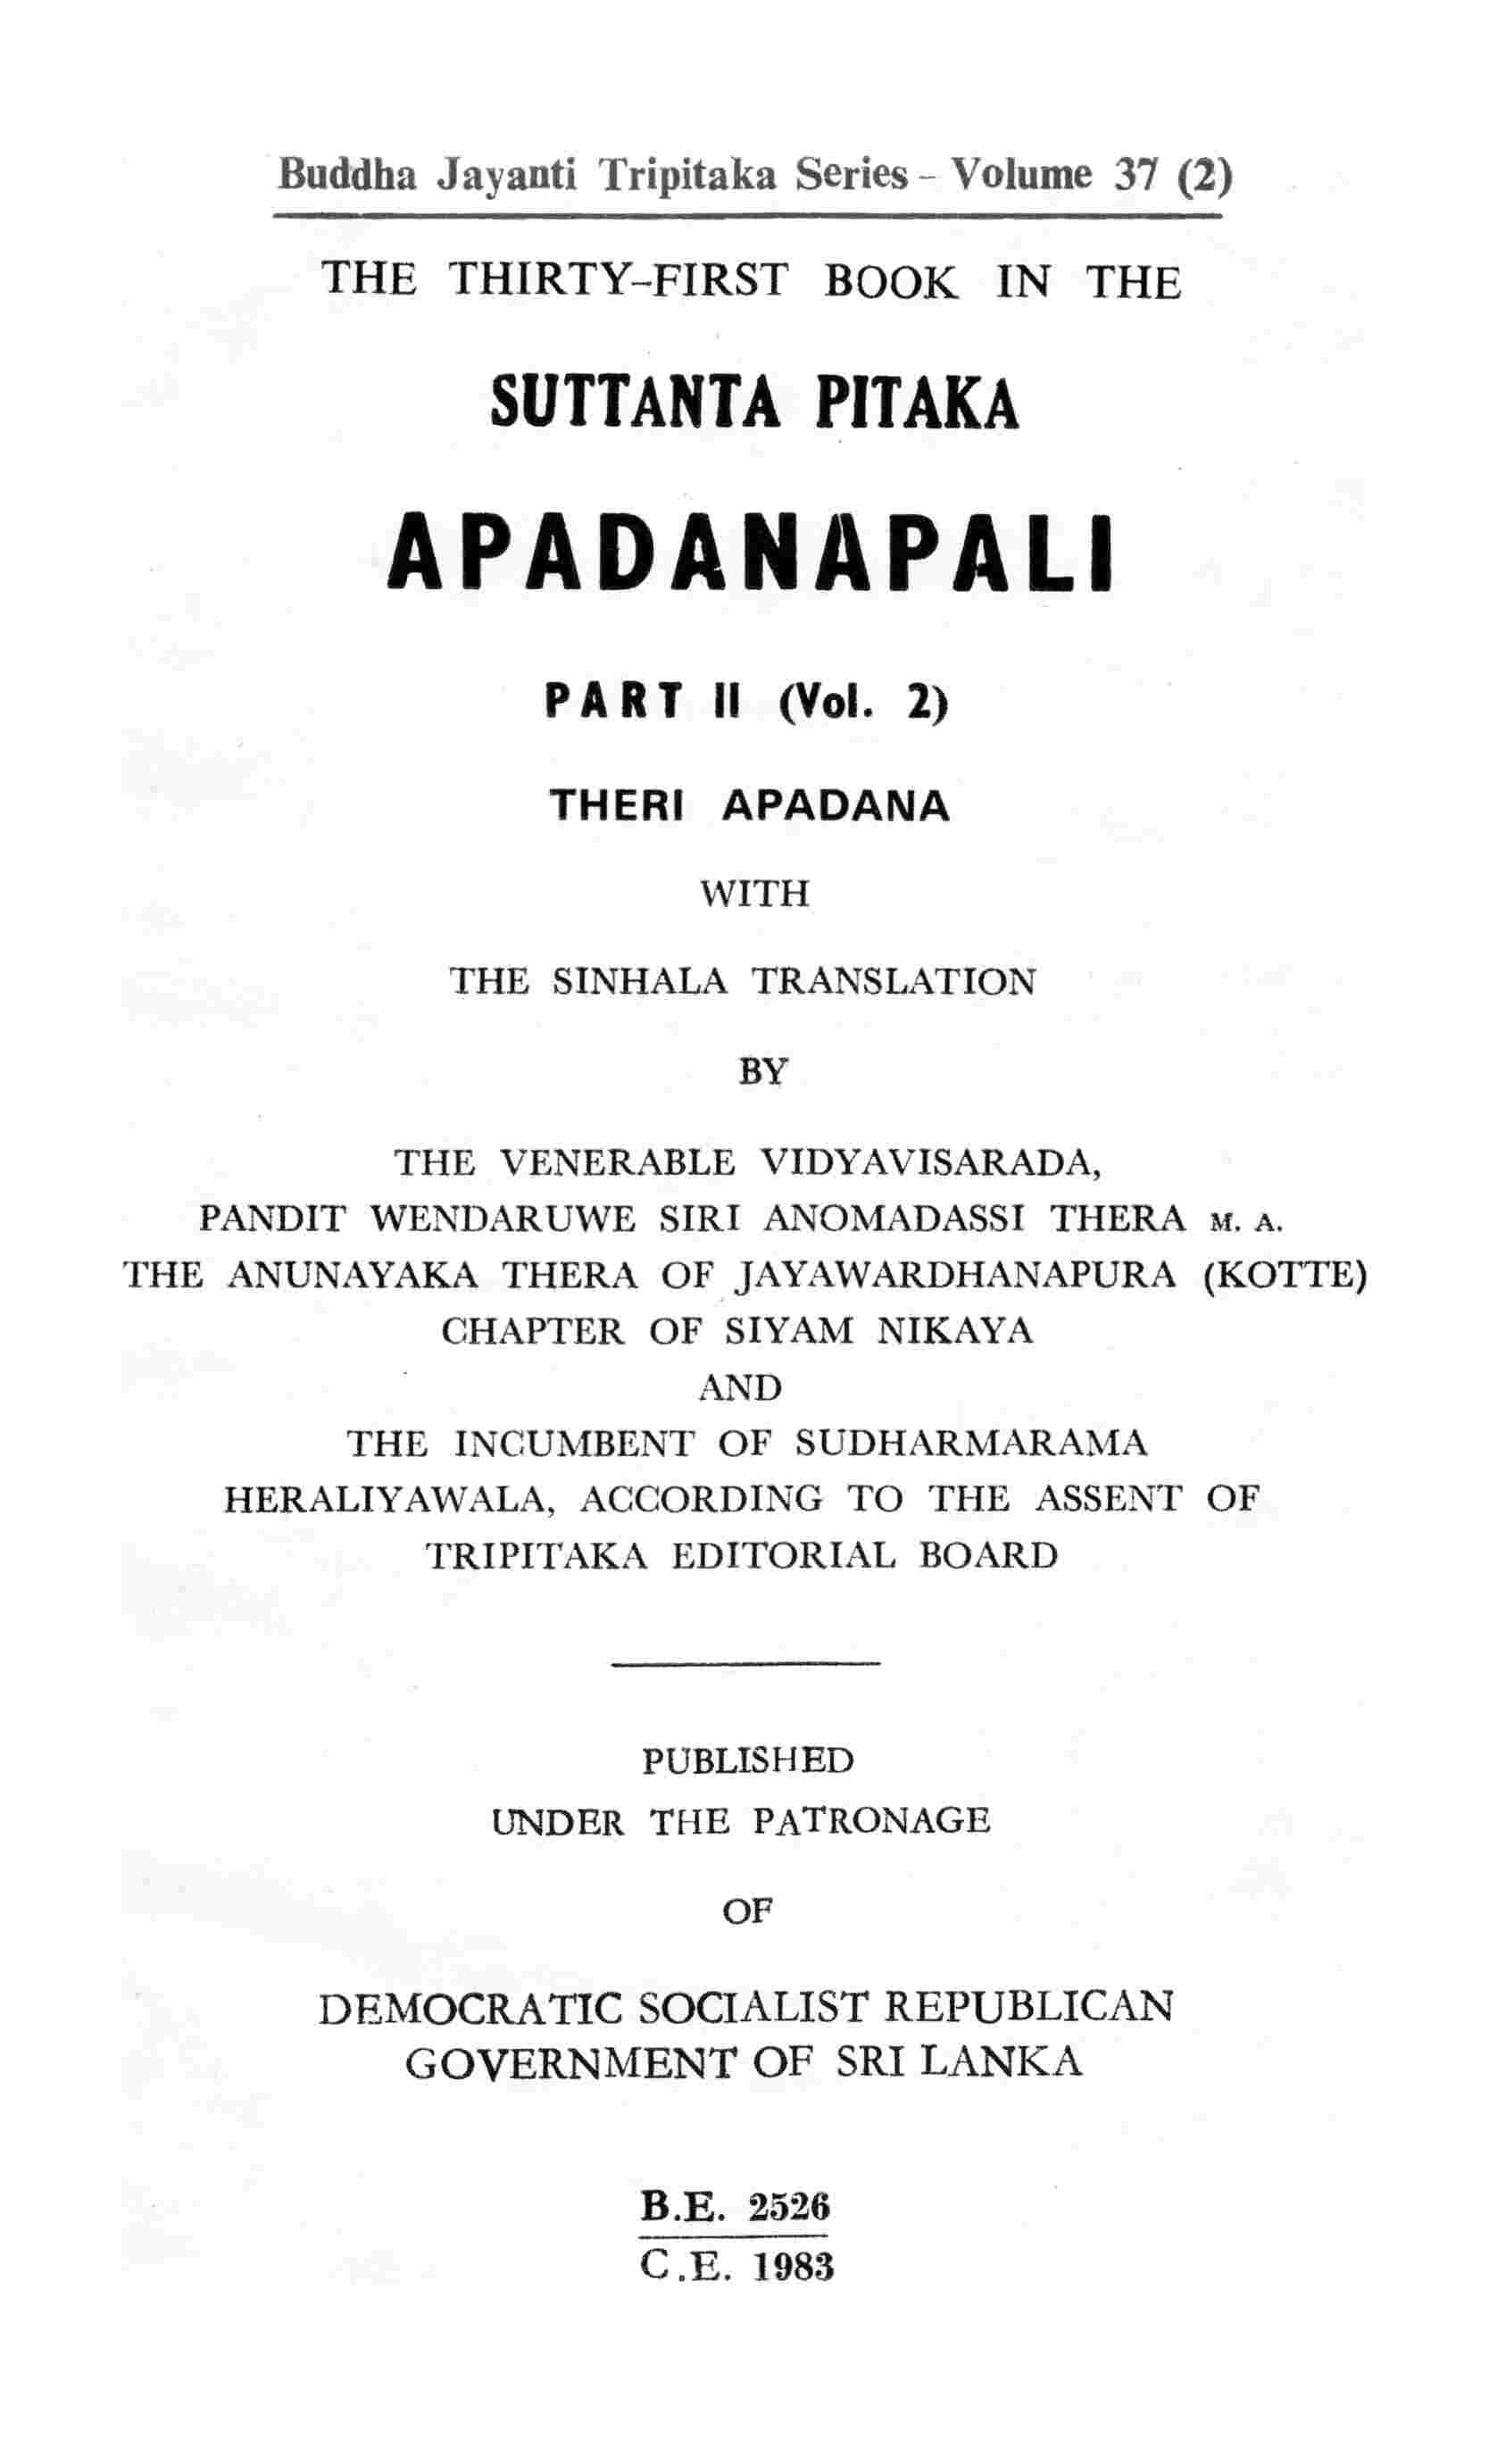 Buddha Jayanti Tripitaka Series - Volume 37 (2)
THE THIRTY-FIRST BOOK IN THE
SUTTANTA PITAKA
APADANAPALI
PART II (Vol. 2)
THERI APADANA
WITH
THE SINHALA TRANSLATION
BY
THE VENERABLE VIDYAVISARADA,
PANDIT WENDARUWE SIRI ANOMADASSI THERA M. A.
THE ANUNAYAKA THERA OF JAYAWARDHANAPURA (KOTTE)
CHAPTER OF SIYAM NIKAYA
AND
THE INCUMBENT OF SUDHARMARAMA
HERALIYAWALA, ACCORDING TO THE ASSENT OF
TRIPITAKA EDITORIAL BOARD
PUBLISHED
UNDER THE PATRONAGE
OF
DEMOCRATIC SOCIALIST REPUBLICAN
GOVERNMENT OF SRI LANKA
B.E. 2526
C.E. 1983